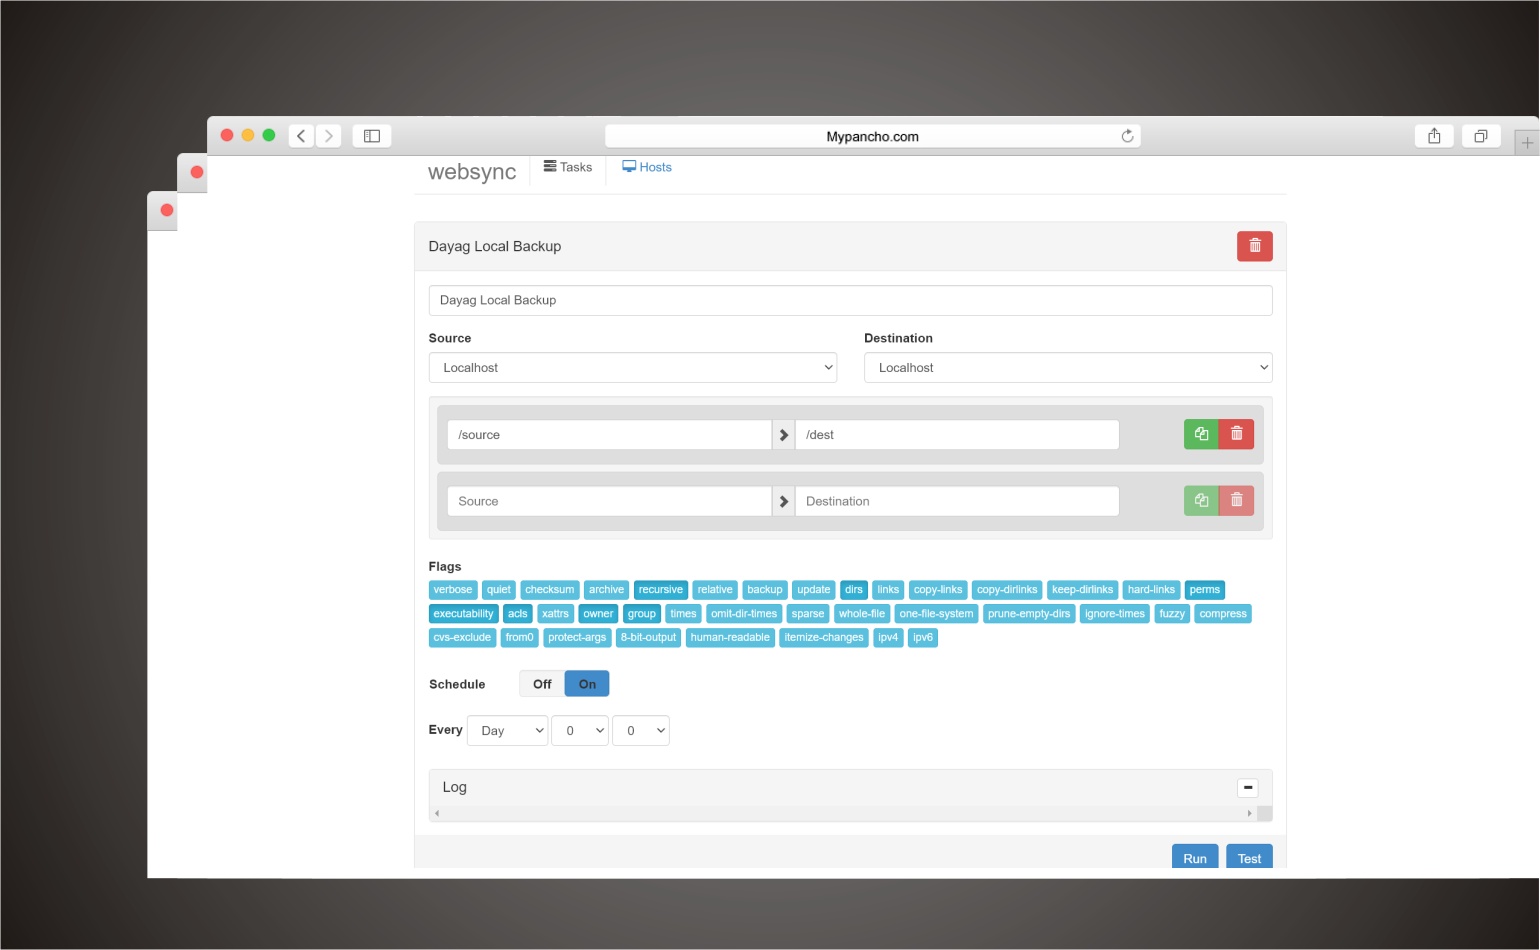 Mypancho.com
websync Tasks Hosts
Dayag Local Backup
Dayag Local Backup
Source Destination
Localhost Localhost
/source /dest
Source Destination
Flags
verbose quiet checksum archive recursive relative backup update dirs links copy-links copy-dirlinks keep-dirlinks hard-links perms
executability acls xattrs owner group times omit-dir-times sparse whole-file one-file-system prune-empty-dirs ignore-times fuzzy compress
cvs-exclude from0 protect-args 8-bit-output human-readable itemize-changes ipv4 ipv6
Schedule Off On
Every Day 0 0
Log
Run Test